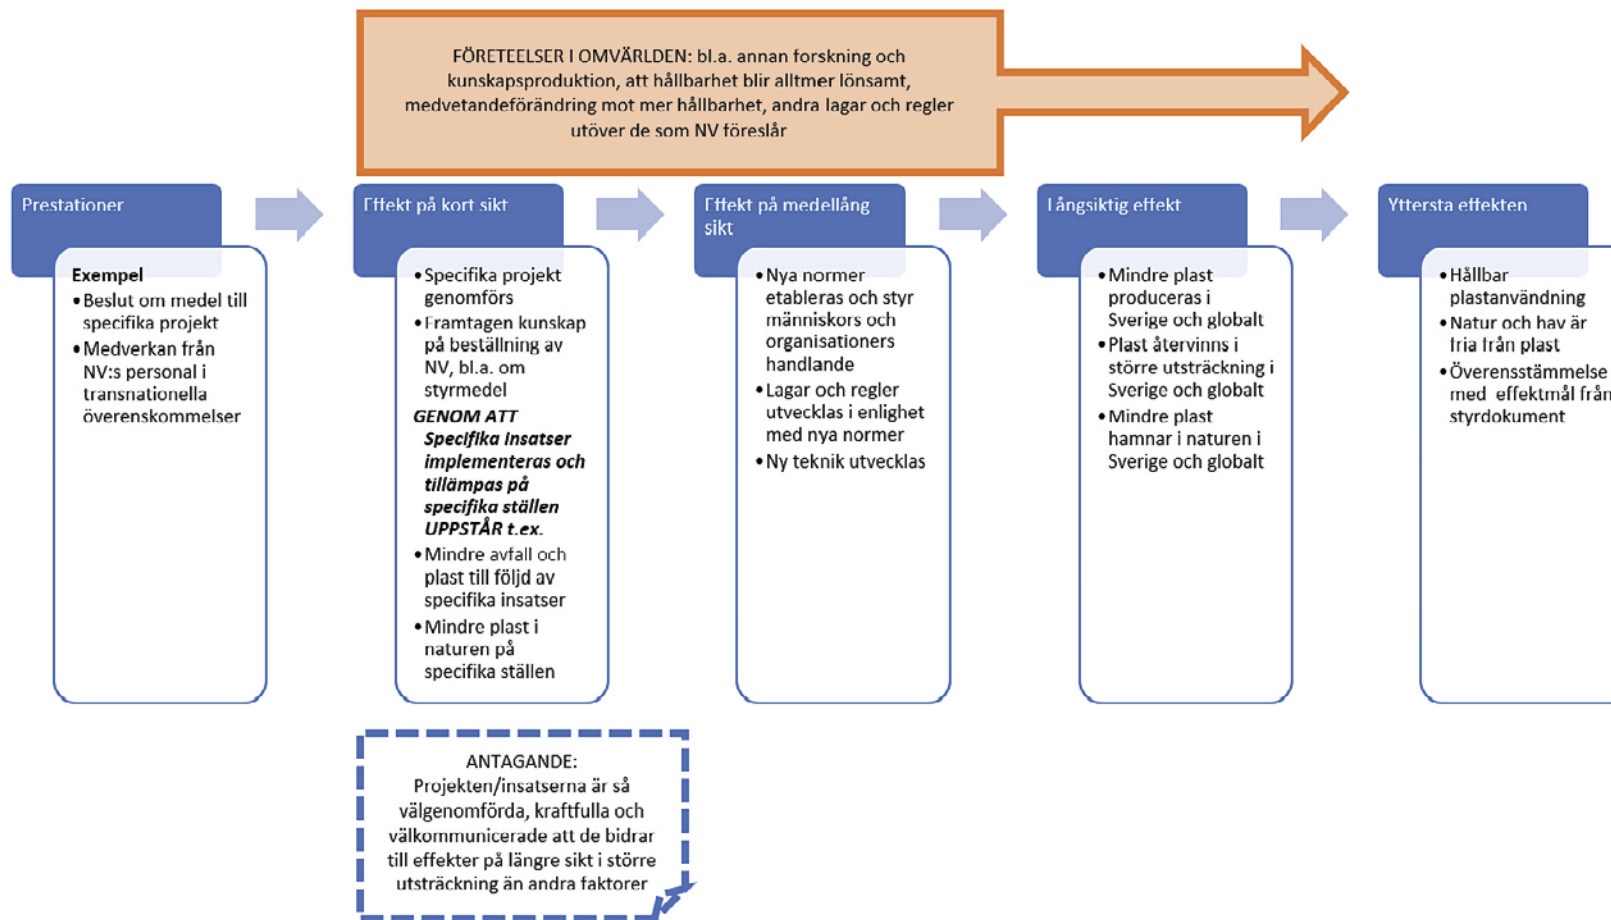 FÖRETEELSER I OMVÄRLDEN: bl.a. annan forskning och
kunskapsproduktion, att hållbarhet blir alltmer lönsamt,
medvetandeförändring mot mer hållbarhet, andra lagar och regler
utöver de som NV föreslår
Prestationer
Exempel
•Beslut om medel till
specifika projekt
•Medverkan från
NV:s personal i
transnationella
överenskommelser
Effekt på kort sikt
•Specifika projekt
genomförs
•Framtagen kunskap
på beställning av
NV, bl.a. om
styrmedel
GENOM ATT
Specifika insatser
implementeras och
tillämpas på
specifika ställen
UPPSTÅR t.ex.
•Mindre avfall och
plast till följd av
specifika insatser
•Mindre plast i
naturen på
specifika ställen
Effekt på medellång
sikt
•Nya normer
etableras och styr
människors och
organisationers
handlande
•Lagar och regler
utvecklas i enlighet
med nya normer
•Ny teknik utvecklas
Långsiktig effekt
•Mindre plast
produceras i
Sverige och globalt
•Plast återvinns i
större utsträckning i
Sverige och globalt
•Mindre plast
hamnar i naturen i
Sverige och globalt
Yttersta effekten
•Hållbar
plastanvändning
•Natur och hav är
fria från plast
•Överensstämmelse
med effektmål från
styrdokument
ANTAGANDE:
Projekten/insatserna är så
välgenomförda, kraftfulla och
välkommunicerade att de bidrar
till effekter på längre sikt i större
utsträckning än andra faktorer